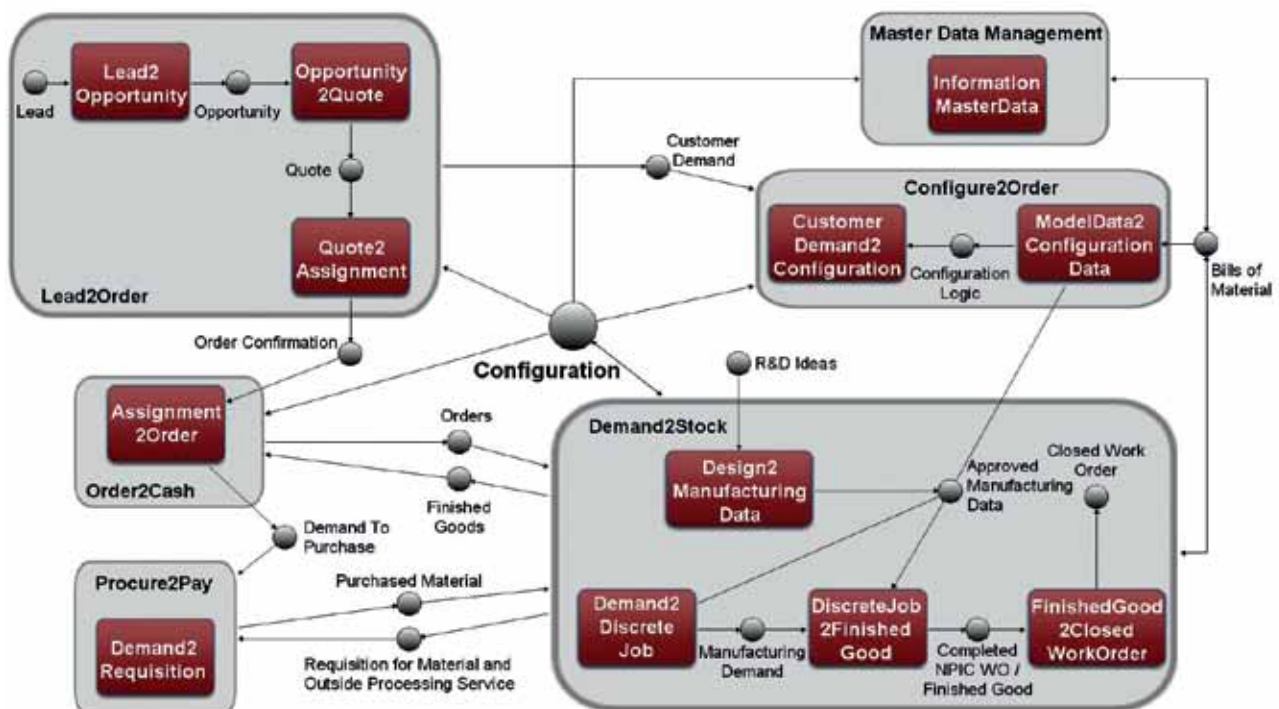 Lead
Lead2
Opportunity
Opportunity
Opportunity
2Quote
Quote
Quote2
Assignment
Lead2Order
Customer
Demand
Master Data Management
Information
MasterData
Configure2Order
Customer
Demand2
Configuration
Configuration
Logic
ModelData2
Configuration
Data
Bills of
Material
Order Confirmation
Configuration
R&D Ideas
Assignment
2Order
Order2Cash
Orders
Finished
Goods
Demand To
Purchase
Procure2Pay
Demand2
Requisition
Purchased Material
Requisition for Material and
Outside Processing Service
Demand2Stock
Design2
Manufacturing
Data
Approved
Manufacturing
Data
Closed Work
Order
Demand2
Discrete
Job
Manufacturing
Demand
DiscreteJob
2Finished
Good
Completed
NPIC WO /
Finished Good
FinishedGood
2Closed
WorkOrder